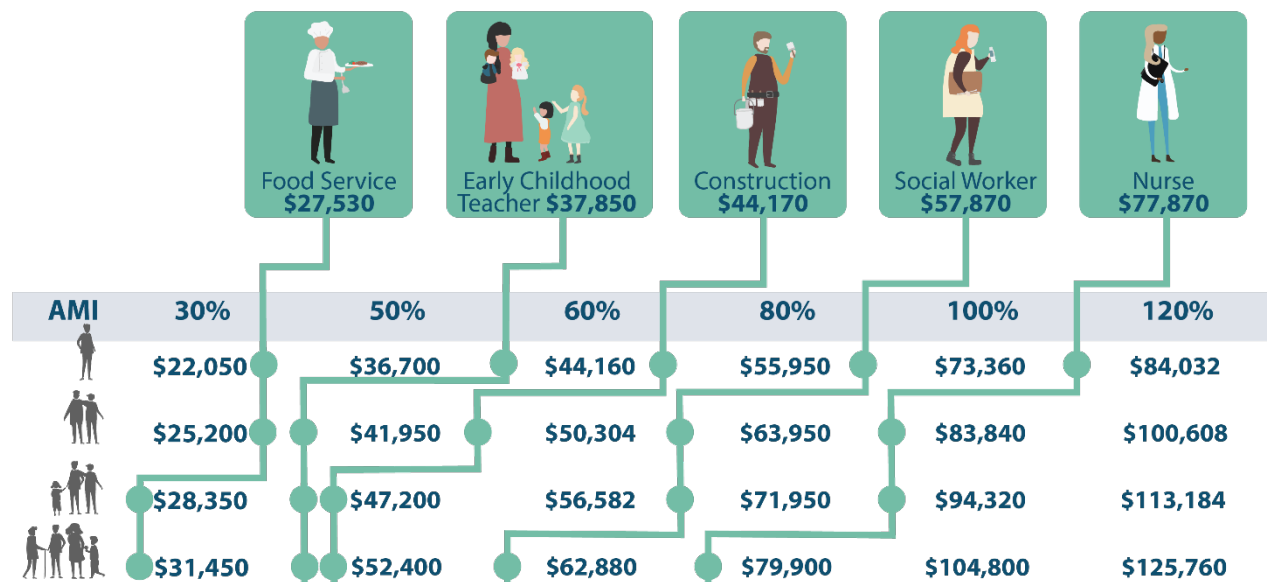 Food Service
$27,530
Early Childhood
Teacher $37,850
Construction
$44,170
Social Worker
$57,870
Nurse
$77,870
AMI 30% 50% 60% 80% 100% 120%
$22,050 $36,700 $44,160 $55,950 $73,360 $84,032
$25,200 $41,950 $50,304 $63,950 $83,840 $100,608
$28,350 $47,200 $56,582 $71,950 $94,320 $113,184
$31,450 $52,400 $62,880 $79,900 $104,800 $125,760